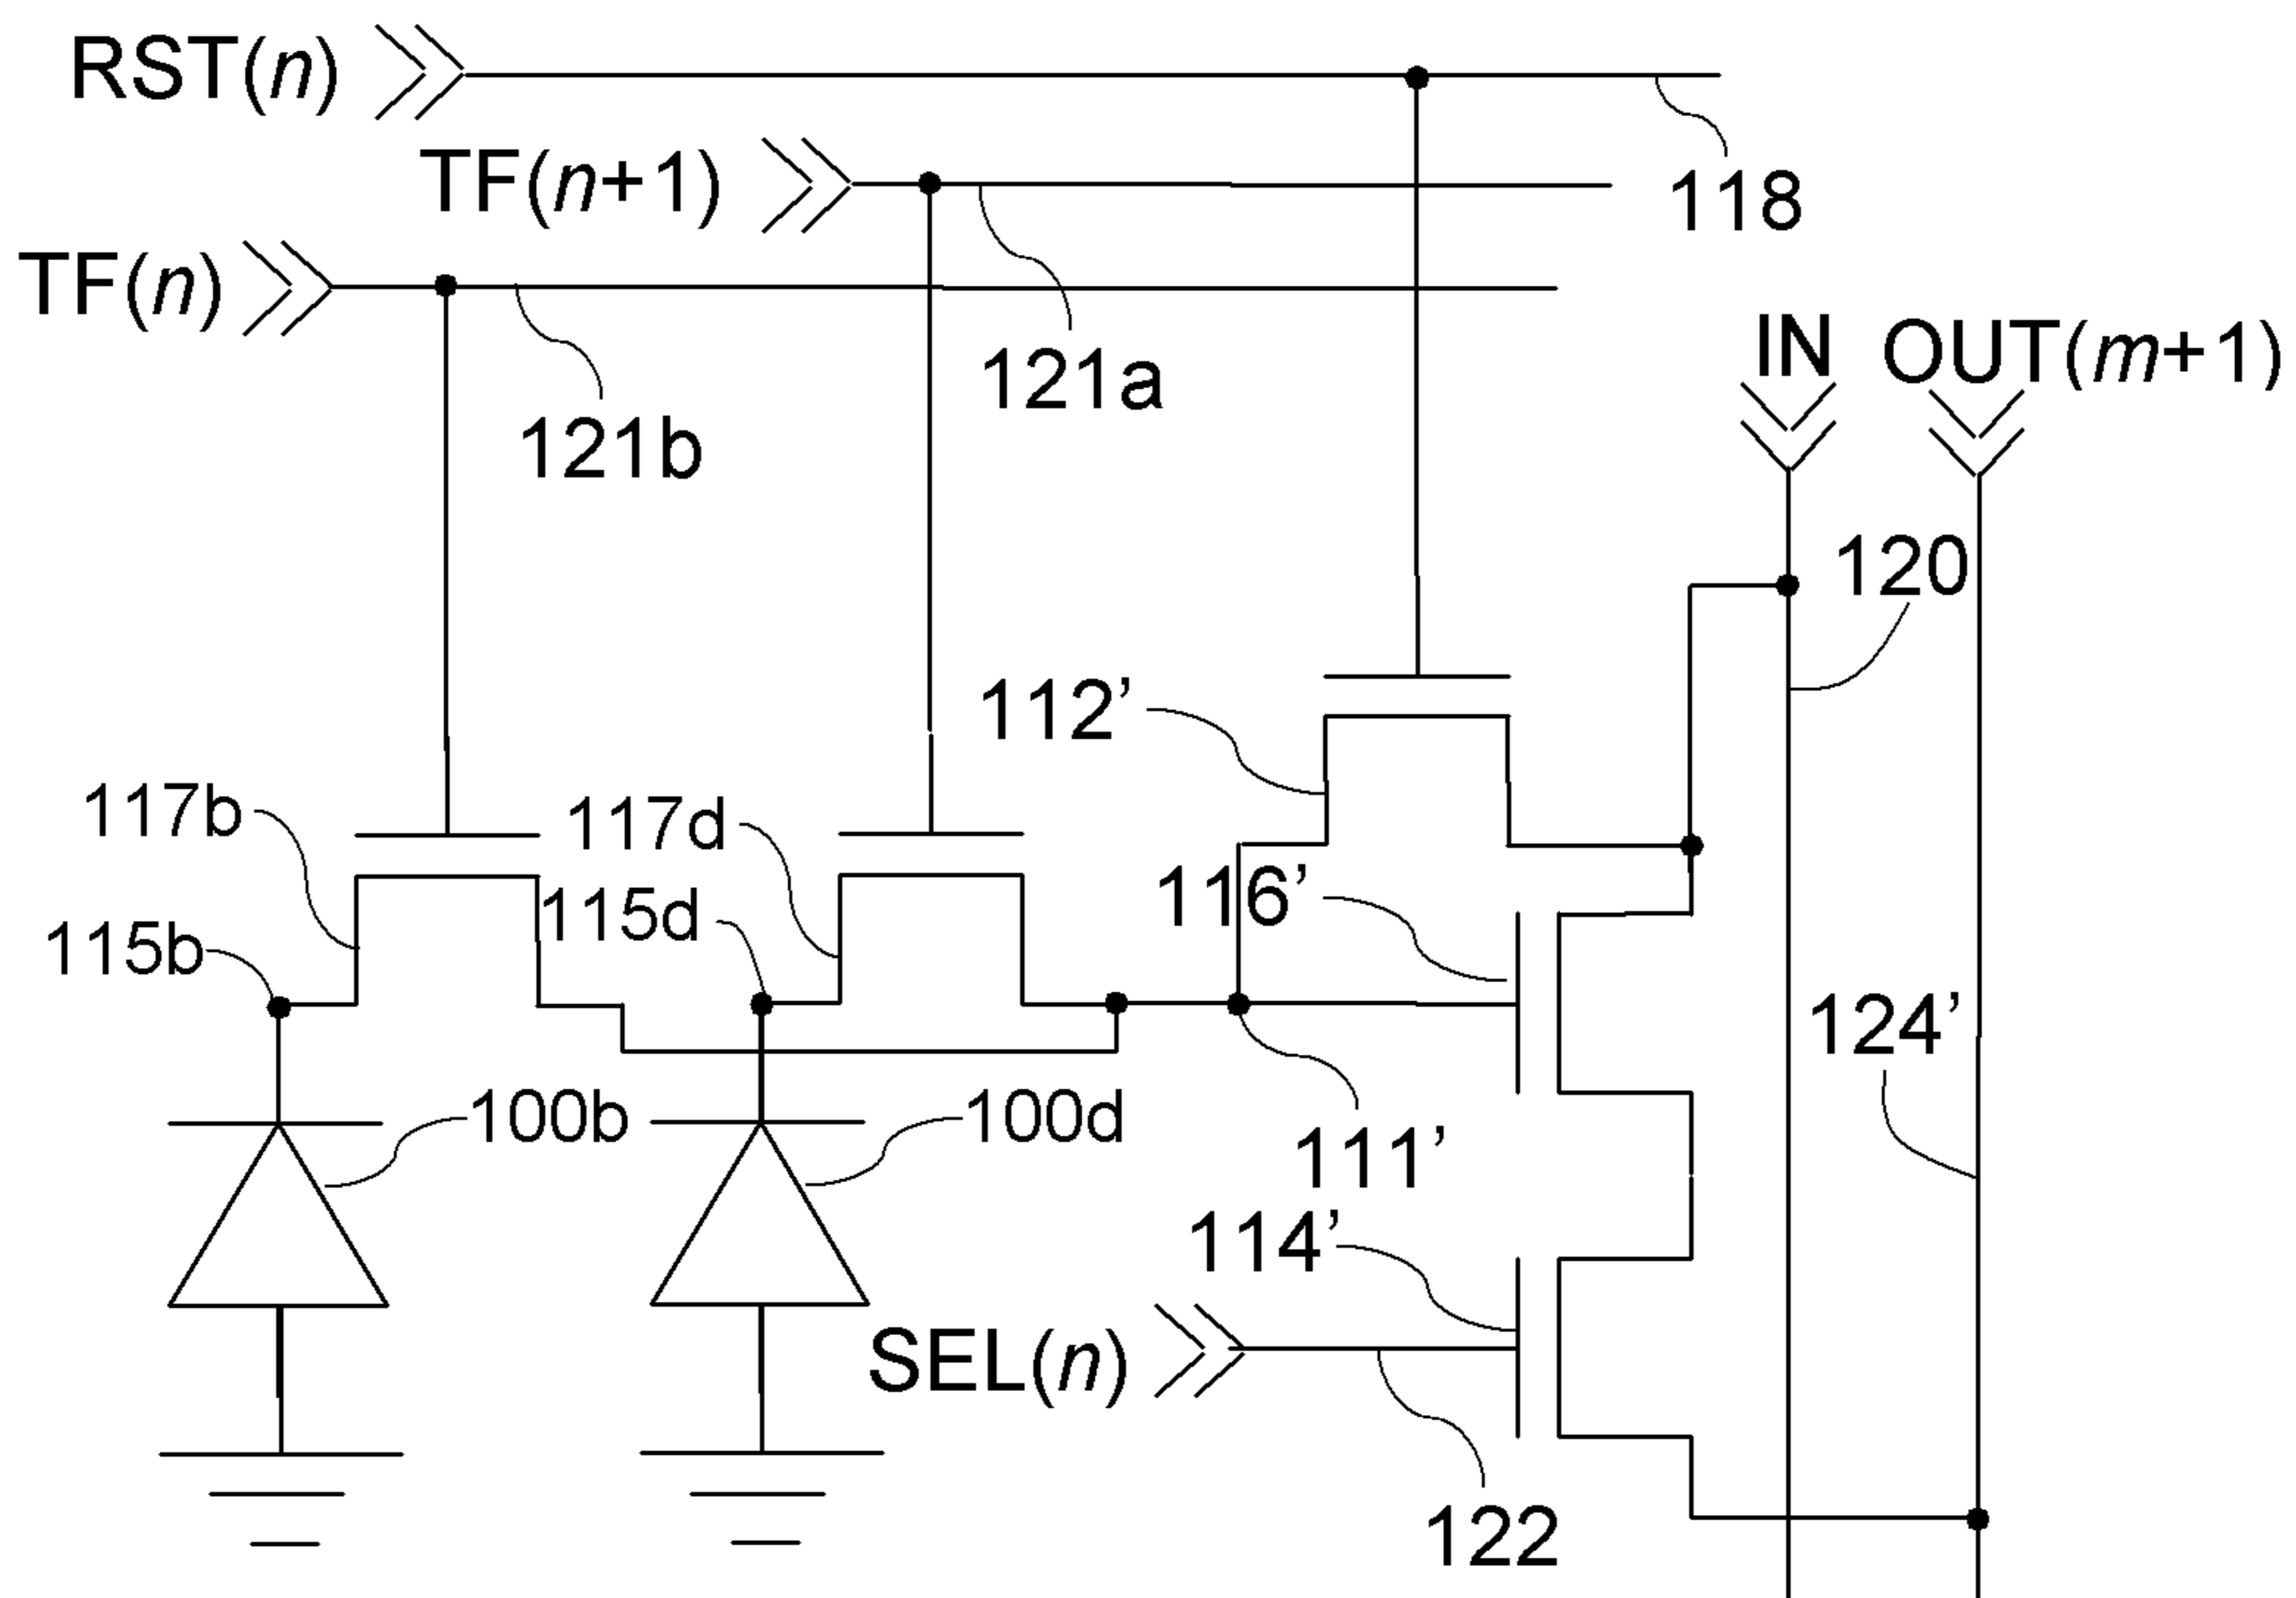 RST(n)
TF(n+1)
118
TF(n)
IN OUT(m+1)
121a
121b
120
112'
117b
117d
116'
115d
115b
124'
100b
100d
111'
114'
SEL(n)
122